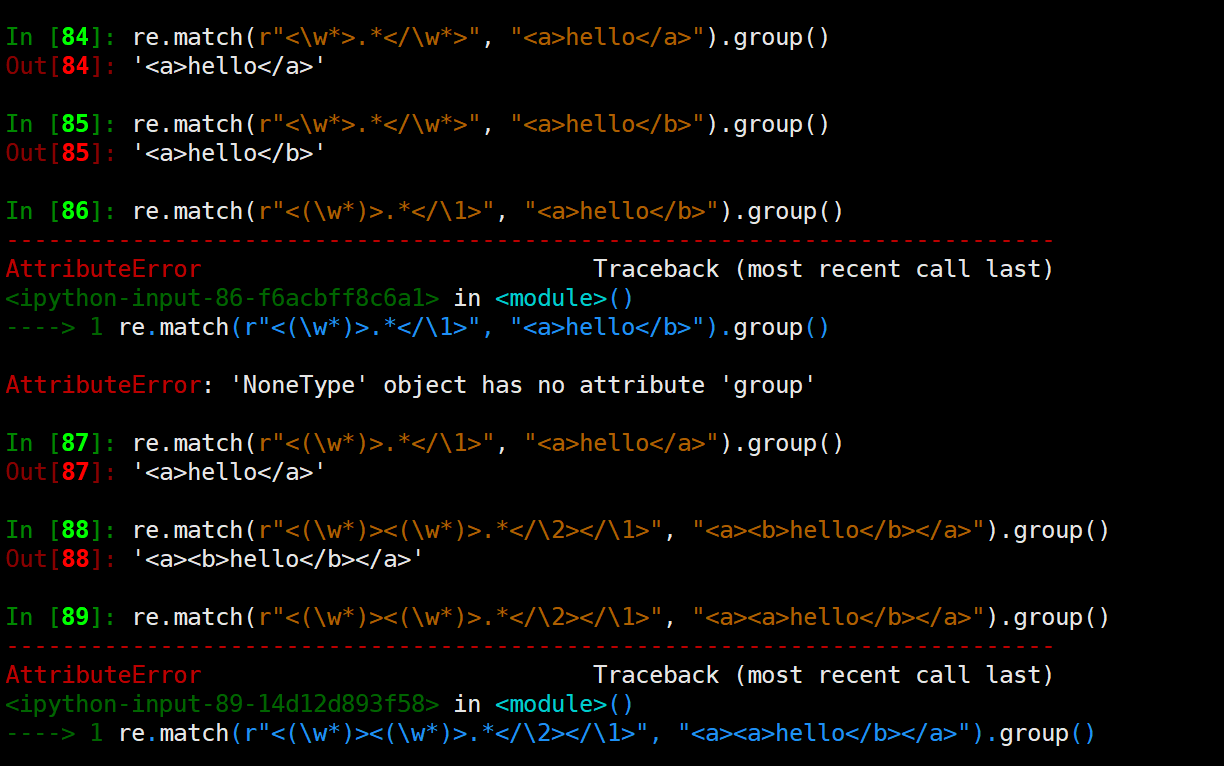 In [84]: re.match(r"<\w*>.*</\w*>", "<a>hello</a>").group()
Out[84]: '<a>hello</a>'
In [85]: re.match(r"<\w*>.*</\w*>", "<a>hello</b>").group()
Out[85]: '<a>hello</b>'
In [86]: re.match(r"<(\w*)>.*</\1>", "<a>hello</b>").group()
---------------------------------------------------------------------------
AttributeError                            Traceback (most recent call last)
<ipython-input-86-f6acbff8c6a1> in <module>()
----> 1 re.match(r"<(\w*)>.*</\1>", "<a>hello</b>").group()
AttributeError: 'NoneType' object has no attribute 'group'
In [87]: re.match(r"<(\w*)>.*</\1>", "<a>hello</a>").group()
Out[87]: '<a>hello</a>'
In [88]: re.match(r"<(\w*)><(\w*)>.*</\2></\1>", "<a><b>hello</b></a>").group()
Out[88]: '<a><b>hello</b></a>'
In [89]: re.match(r"<(\w*)><(\w*)>.*</\2></\1>", "<a><a>hello</b></a>").group()
---------------------------------------------------------------------------
AttributeError                            Traceback (most recent call last)
<ipython-input-89-14d12d893f58> in <module>()
----> 1 re.match(r"<(\w*)><(\w*)>.*</\2></\1>", "<a><a>hello</b></a>").group()